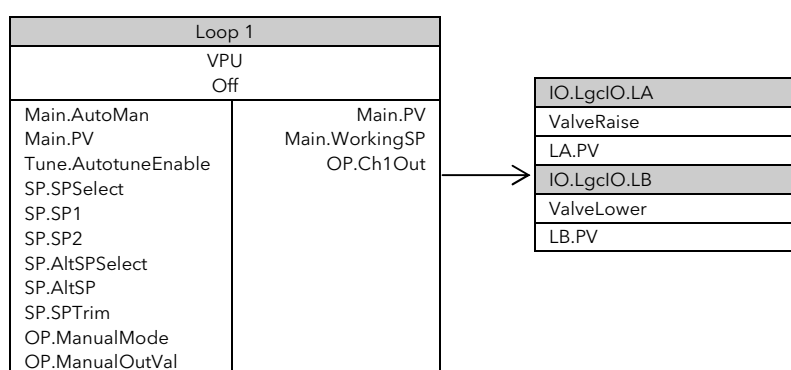 Loop 1
VPU
Off
Main.AutoMan
Main.PV
Tune.AutotuneEnable
SP.SPSelect
SP.SP1
SP.SP2
SP.AltSPSelect
SP.AltSP
SP.SPTrim
OP.ManualMode
OP.ManualOutVal
Main.PV
Main.WorkingSP
OP.Ch1Out
IO.LgcIO.LA
ValveRaise
LA.PV
IO.LgcIO.LB
ValveLower
LB.PV